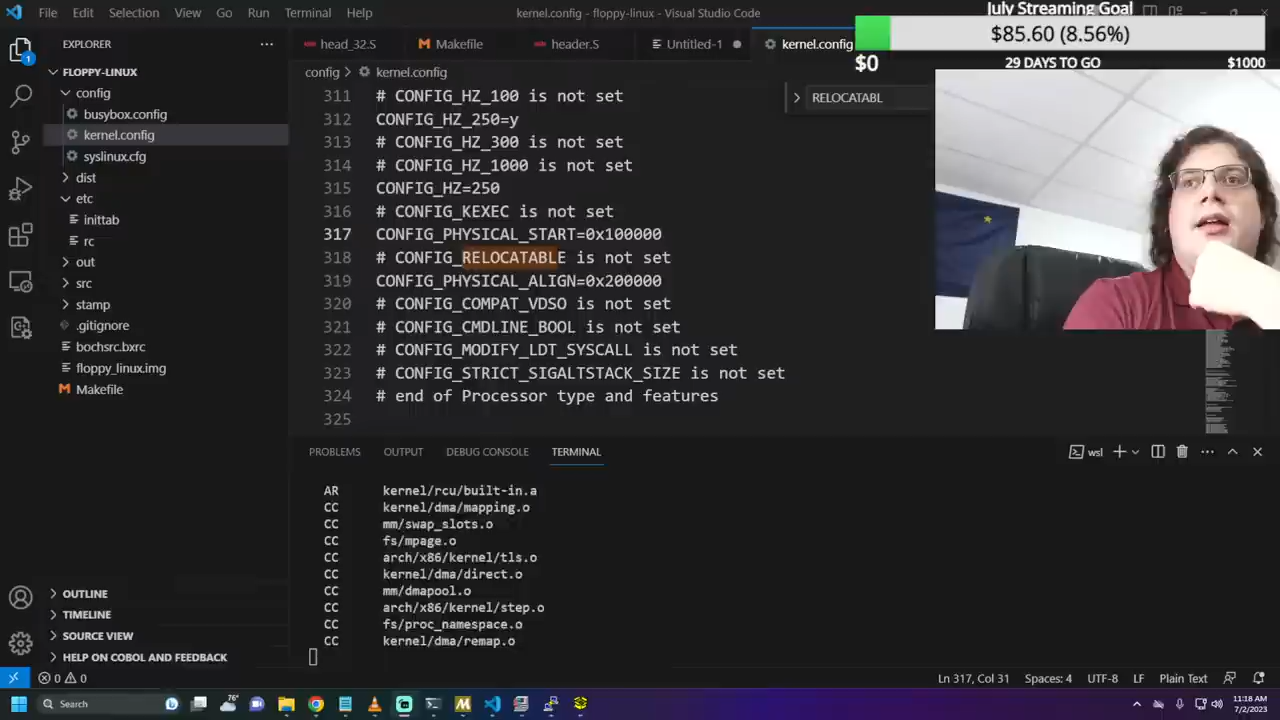 File Edit Selection View Go Run Terminal Help
kernel.config - floppy-linux - Visual Studio Code
July Streaming Goal
$85.60 (8.56%)
$0 29 DAYS TO GO $1000
EXPLORER
head_32.S Makefile header.S Untitled-1 kernel.config
FLOPPY-LINUX
config
busybox.config
kernel.config
syslinux.cfg
dist
etc
inittab
rc
out
src
stamp
.gitignore
bochsrc.bxrc
floppy_linux.img
Makefile
OUTLINE
TIMELINE
SOURCE VIEW
HELP ON COBOL AND FEEDBACK
config > kernel.config
RELOCATABL
311 # CONFIG_HZ_100 is not set
312 CONFIG_HZ_250=y
313 # CONFIG_HZ_300 is not set
314 # CONFIG_HZ_1000 is not set
315 CONFIG_HZ=250
316 # CONFIG_KEXEC is not set
317 CONFIG_PHYSICAL_START=0x100000
318 # CONFIG_RELOCATABLE is not set
319 CONFIG_PHYSICAL_ALIGN=0x200000
320 # CONFIG_COMPAT_VDSO is not set
321 # CONFIG_CMDLINE_BOOL is not set
322 # CONFIG_MODIFY_LDT_SYSCALL is not set
323 # CONFIG_STRICT_SIGALTSTACK_SIZE is not set
324 # end of Processor type and features
325
PROBLEMS OUTPUT DEBUG CONSOLE TERMINAL
wsl
AR kernel/rcu/built-in.a
CC kernel/dma/mapping.o
CC mm/swap_slots.o
CC fs/mpage.o
CC arch/x86/kernel/tls.o
CC kernel/dma/direct.o
CC mm/dmapool.o
CC arch/x86/kernel/step.o
CC fs/proc_namespace.o
CC kernel/dma/remap.o
0 0
Ln 317, Col 31 Spaces: 4 UTF-8 LF Plain Text
Search
76°
11:18 AM
7/2/2023